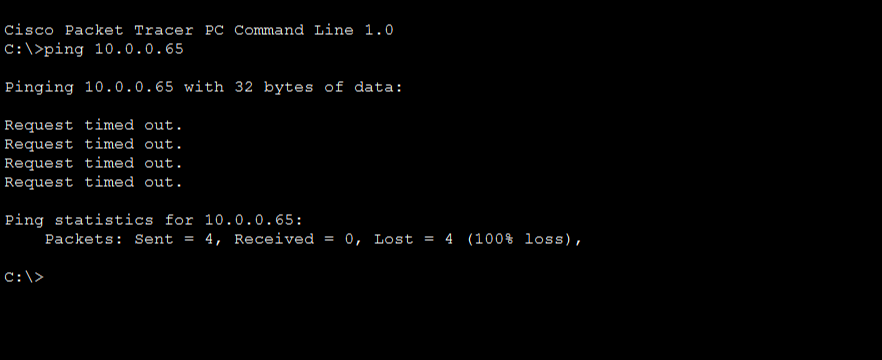 Cisco Packet Tracer PC Command Line 1.0
C:\>ping 10.0.0.65
Pinging 10.0.0.65 with 32 bytes of data:
Request timed out.
Request timed out.
Request timed out.
Request timed out.
Ping statistics for 10.0.0.65:
Packets: Sent = 4, Received = 0, Lost = 4 (100% loss),
C:\>